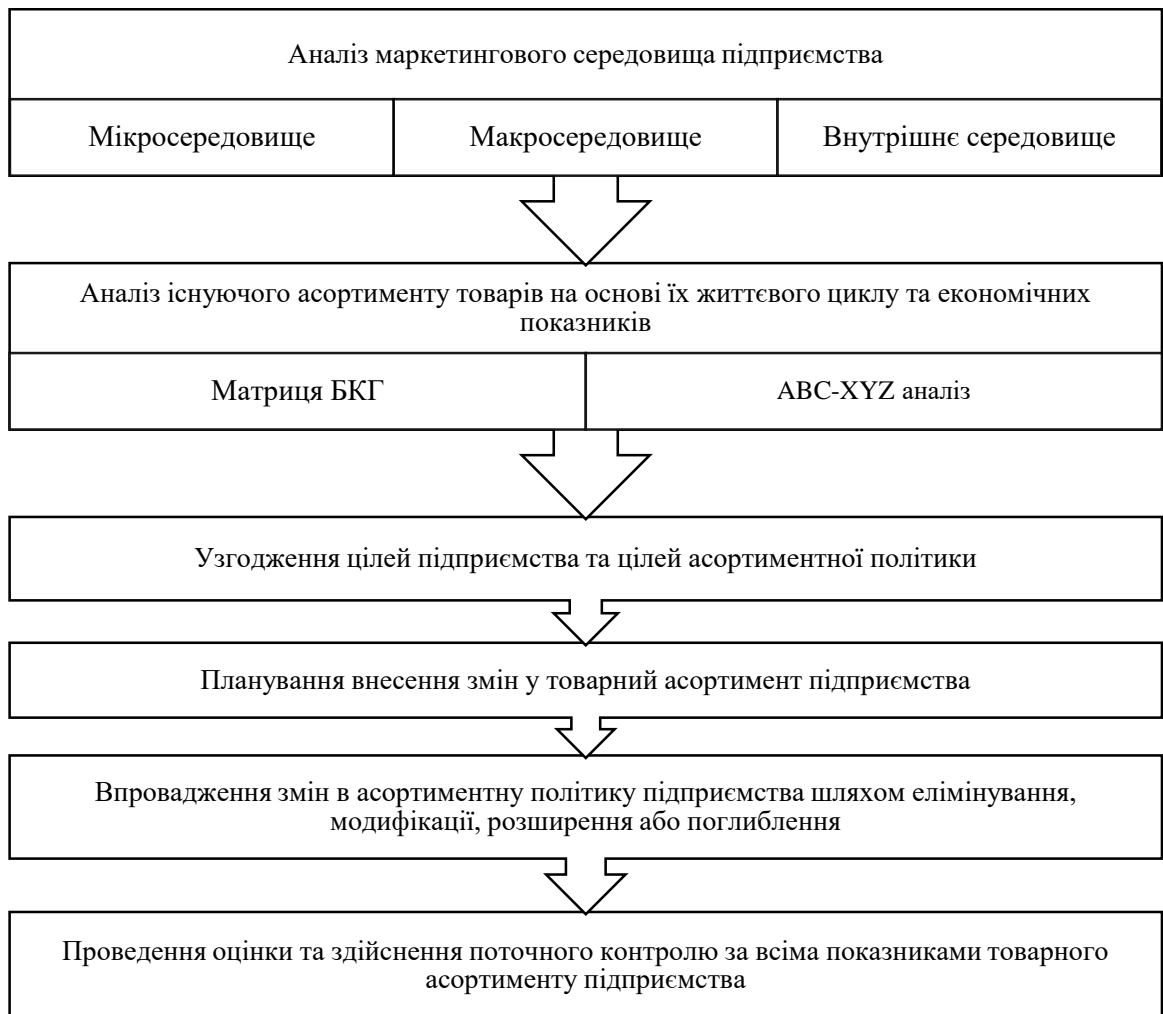 Аналіз маркетингового середовища підприємства
Мікросередовище
Макросередовище
Внутрішнє середовище
Аналіз існуючого асортименту товарів на основі їх життєвого циклу та економічних
показників
Матриця БКГ
ABC-XYZ аналіз
Узгодження цілей підприємства та цілей асортиментної політики
Планування внесення змін у товарний асортимент підприємства
Впровадження змін в асортиментну політику підприємства шляхом елімінування,
модифікації, розширення або поглиблення
Проведення оцінки та здійснення поточного контролю за всіма показниками товарного
асортименту підприємства